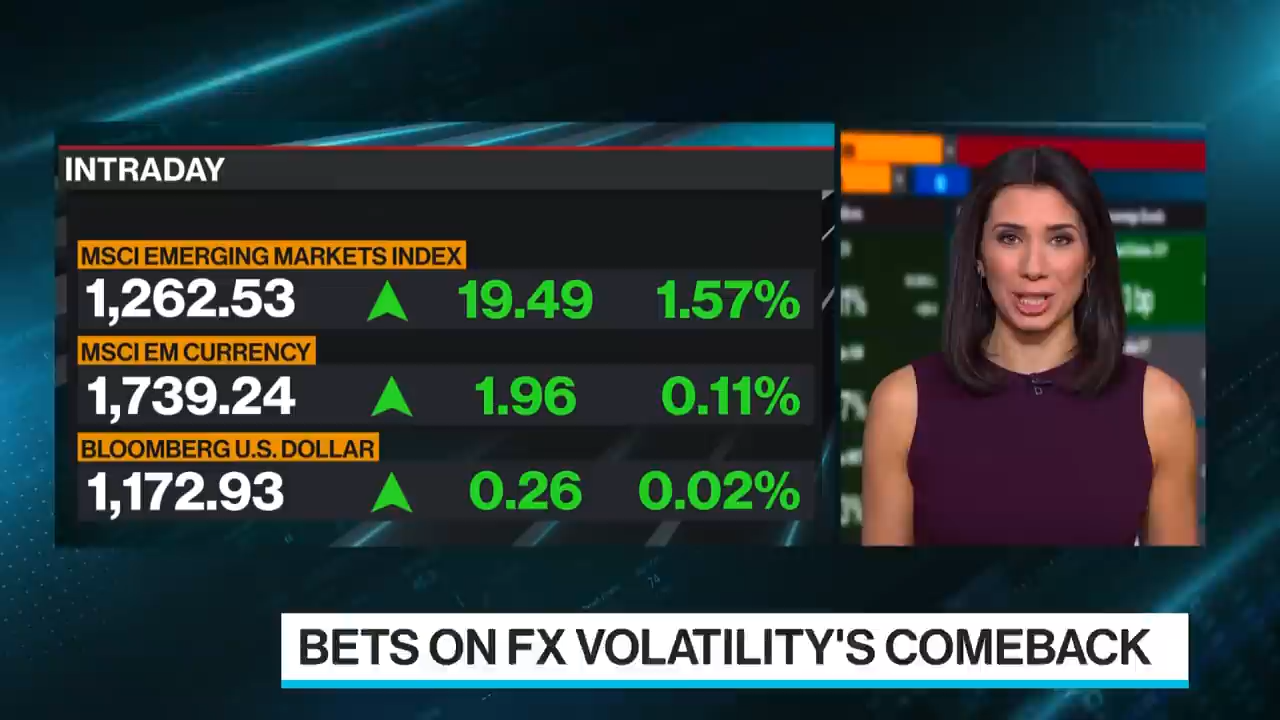 INTRADAY
MSCI EMERGING MARKETS INDEX
1,262.53 19.49 1.57%
MSCI EM CURRENCY
1,739.24 1.96 0.11%
BLOOMBERG U.S. DOLLAR
1,172.93 0.26 0.02%
BETS ON FX VOLATILITY'S COMEBACK